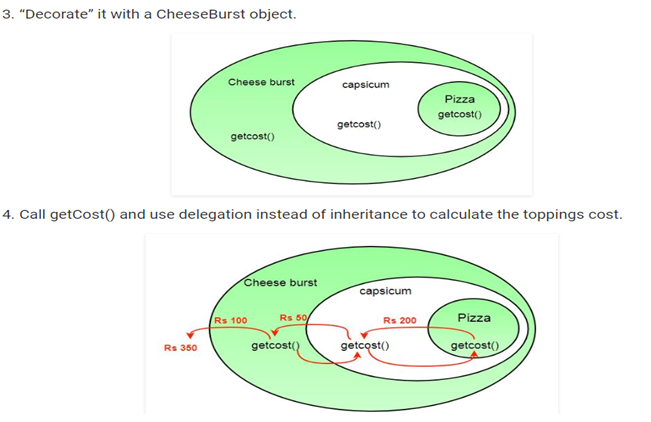 3. “Decorate” it with a CheeseBurst object.
Cheese burst
capsicum
Pizza
getcost()
getcost()
getcost()
4. Call getCost() and use delegation instead of inheritance to calculate the toppings cost.
Cheese burst
capsicum
Rs 100
Rs 50
Rs 200
Pizza
Rs 350
getcost()
getcost()
getcost()